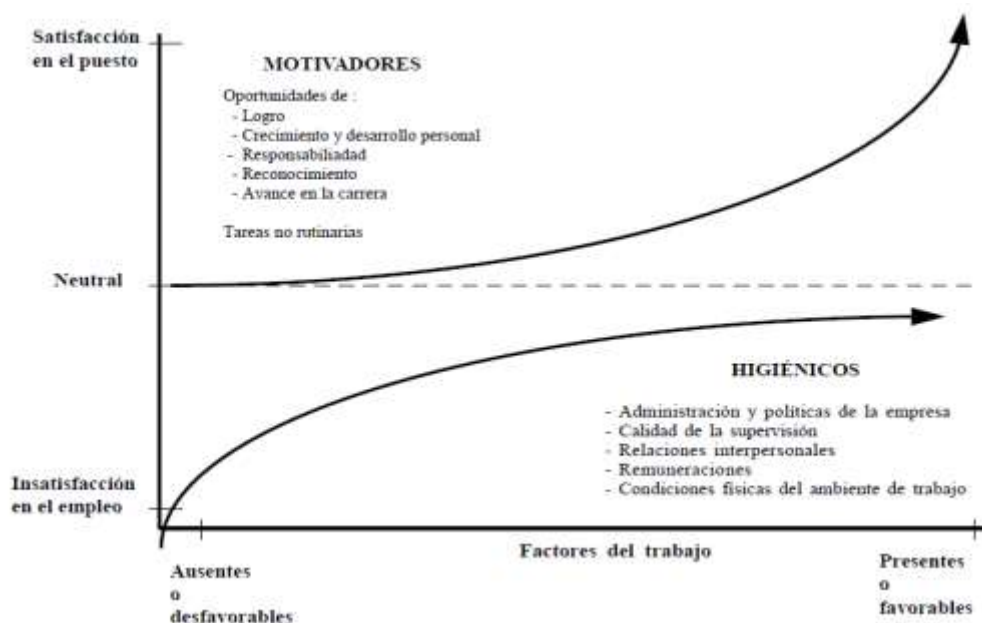 Satisfacción
en el puesto
MOTIVADORES
Oportunidades de :
- Logro
- Crecimiento y desarrollo personal
- Responsabiliadad
- Reconocimiento
- Avance en la carrera
Tareas no rutinarias
Neutral
HIGIÉNICOS
- Administración y políticas de la empresa
- Calidad de la supervisión
- Relaciones interpersonales
- Remuneraciones
- Condiciones físicas del ambiente de trabajo
Insatisfacción
en el empleo
Factores del trabajo
Ausentes
o
desfavorables
Presentes
o
favorables